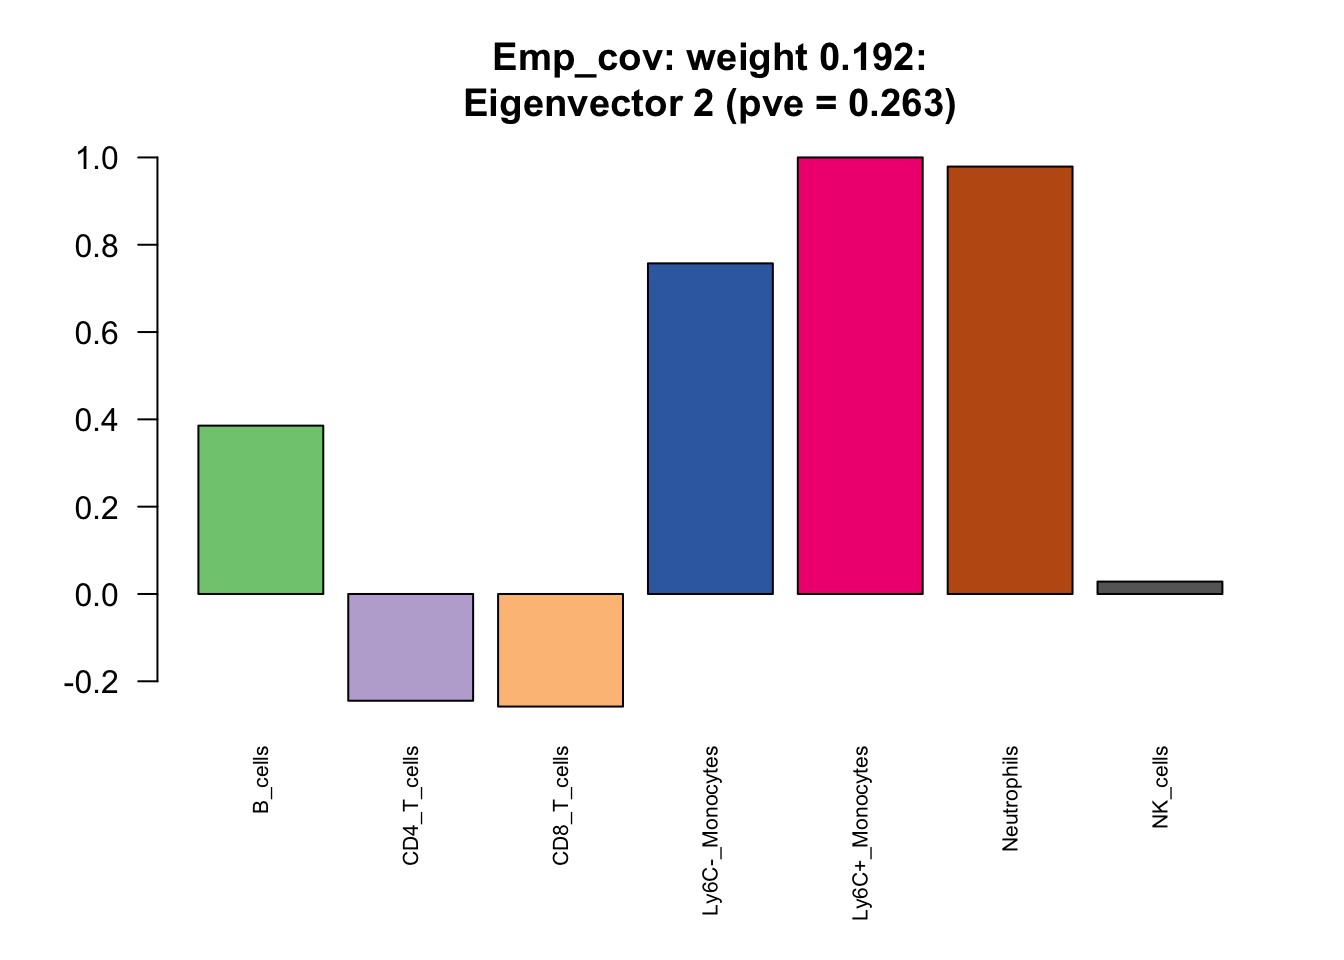 Emp_cov: weight 0.192:
Eigenvector 2 (pve = 0.263)
1.0
0.8
0.6
0.4
0.2
0.0
-0.2
B_cells
CD4_T_cells
CD8_T_cells
Ly6C-_Monocytes
Ly6C+_Monocytes
Neutrophils
NK_cells